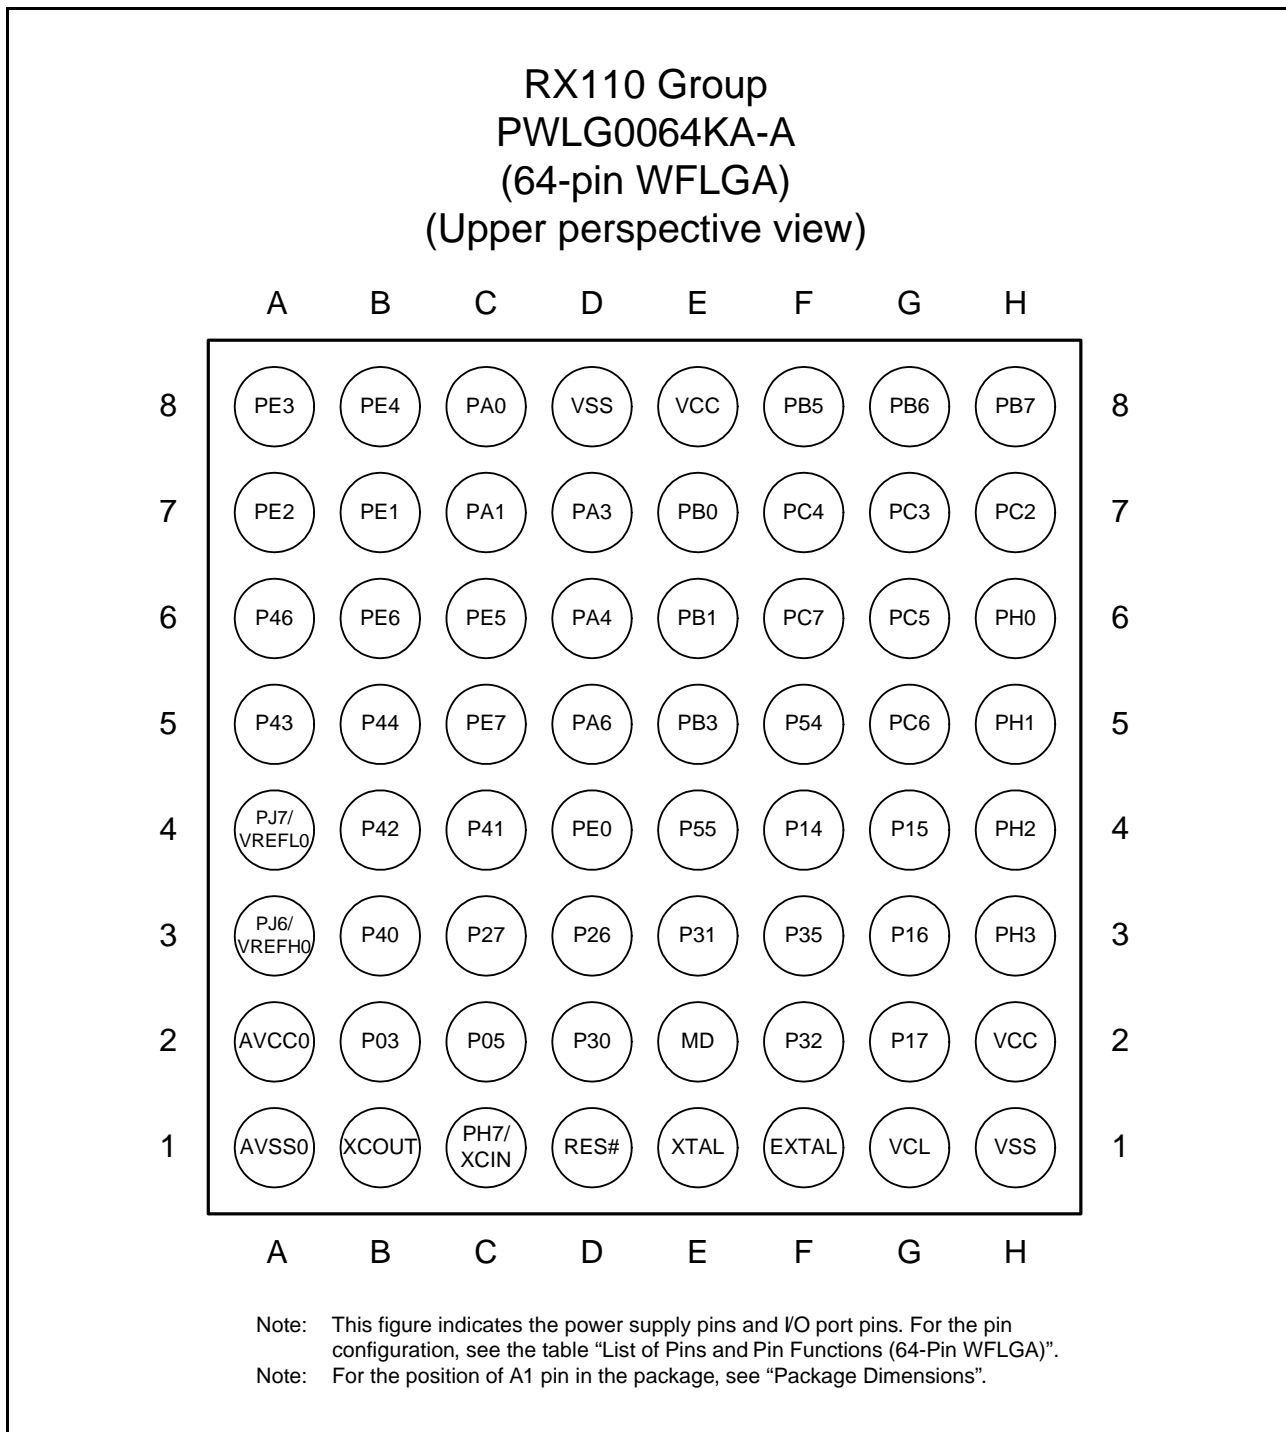 RX110 Group
PWLG0064KA-A
(64-pin WFLGA)
(Upper perspective view)
A B C D E F G H
8 PE3 PE4 PA0 VSS VCC PB5 PB6 PB7 8
7 PE2 PE1 PA1 PA3 PB0 PC4 PC3 PC2 7
6 P46 PE6 PE5 PA4 PB1 PC7 PC5 PH0 6
5 P43 P44 PE7 PA6 PB3 P54 PC6 PH1 5
4 PJ7/ VREFL0 P42 P41 PE0 P55 P14 P15 PH2 4
3 PJ6/ VREFH0 P40 P27 P26 P31 P35 P16 PH3 3
2 AVCC0 P03 P05 P30 MD P32 P17 VCC 2
1 AVSS0 XCOUT PH7/ XCIN RES# XTAL EXTAL VCL VSS 1
A B C D E F G H
Note: This figure indicates the power supply pins and I/O port pins. For the pin
configuration, see the table “List of Pins and Pin Functions (64-Pin WFLGA)”.
Note: For the position of A1 pin in the package, see “Package Dimensions”.